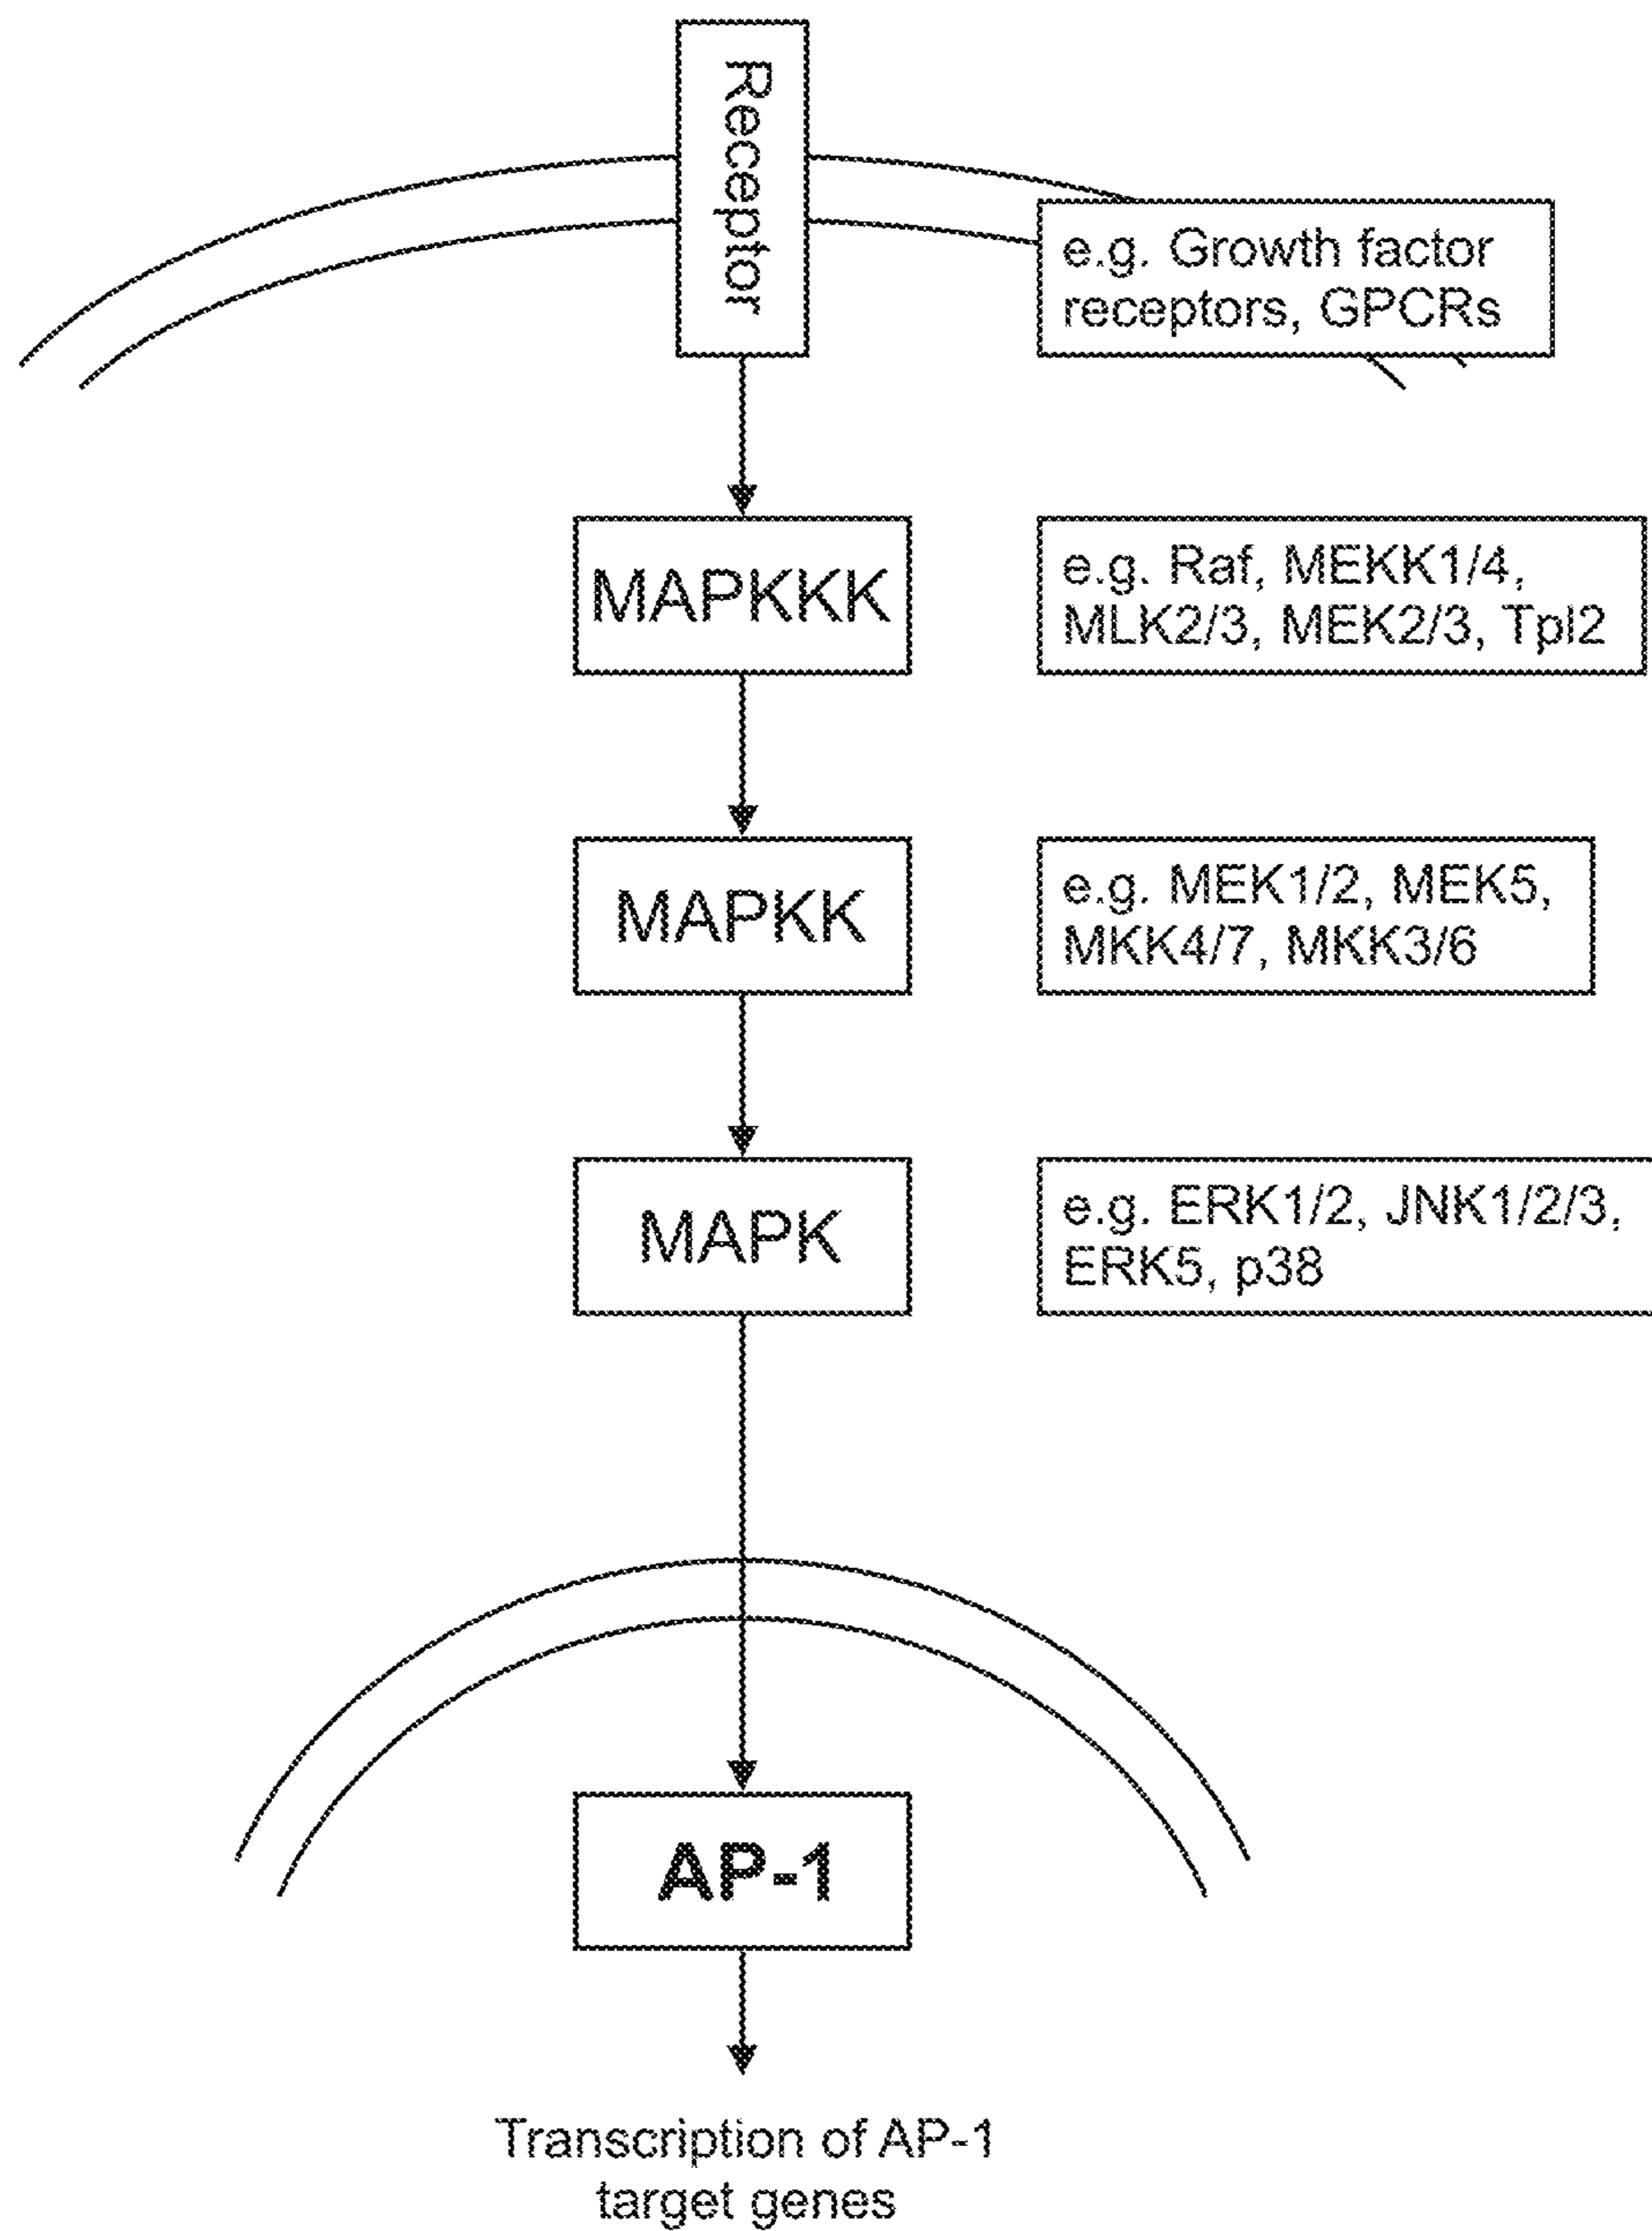 Receptor
e.g. Growth factor
receptors, GPCRs
MAPKKK
e.g. Raf, MEKK1/4,
MLK2/3, MEK2/3, Tpl2
MAPKK
e.g. MEK1/2, MEK5,
MKK4/7, MKK3/6
MAPK
e.g. ERK1/2, JNK1/2/3,
ERK5, p38
AP-1
Transcription of AP-1
target genes